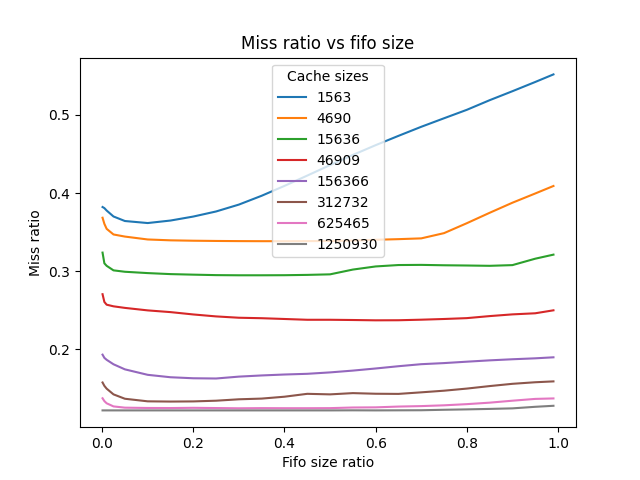 Miss ratio vs fifo size
Cache sizes
1563
4690
15636
46909
156366
312732
625465
1250930
0.5
0.4
0.3
0.2
Miss ratio
0.0 0.2 0.4 0.6 0.8 1.0
Fifo size ratio